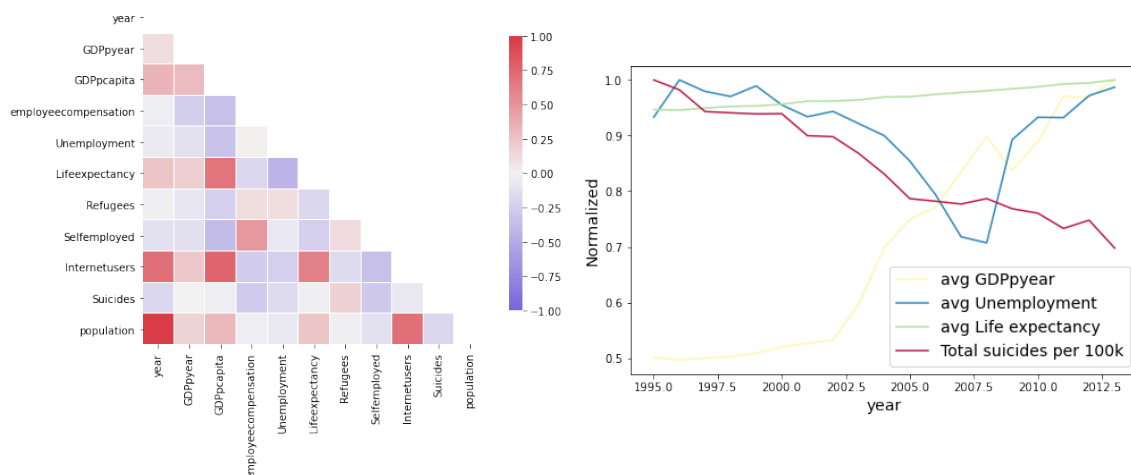 year
GDPpyear
GDPpcapita
employeecompensation
Unemployment
Lifeexpectancy
Refugees
Selfemployed
Internetusers
Suicides
population
year
GDPpyear
GDPpcapita
mployeecompensation
Unemployment
Lifeexpectancy
Refugees
Selfemployed
Internetusers
Suicides
population
1.00
0.75
0.50
0.25
0.00
−0.25
−0.50
−0.75
−1.00
Normalized
1.0
0.9
0.8
0.7
0.6
0.5
avg GDPpyear
avg Unemployment
avg Life expectancy
Total suicides per 100k
1995.0 1997.5 2000.0 2002.5 2005.0 2007.5 2010.0 2012.5
year